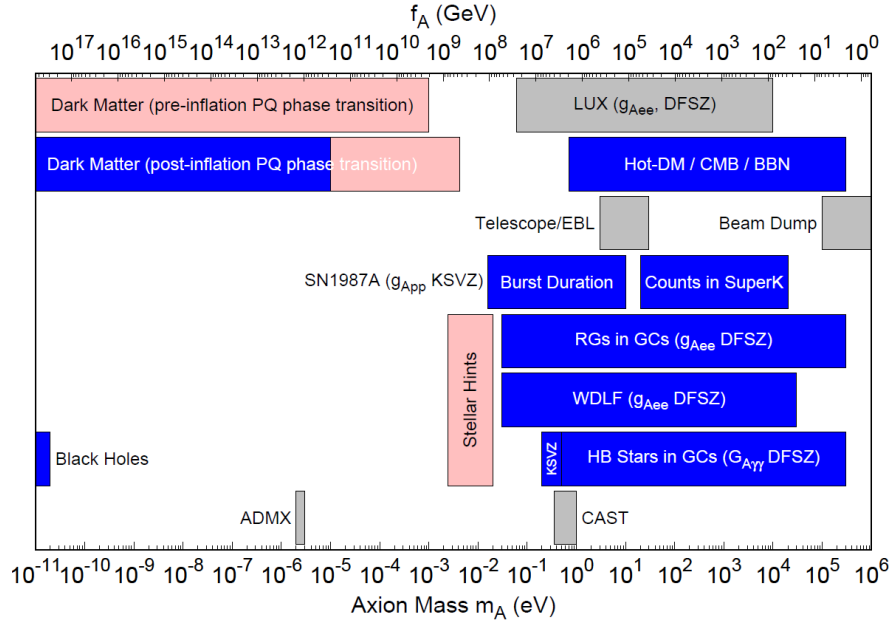 f_A (GeV)
10^17 10^16 10^15 10^14 10^13 10^12 10^11 10^10 10^9 10^8 10^7 10^6 10^5 10^4 10^3 10^2 10^1 10^0
Dark Matter (pre-inflation PQ phase transition)
LUX (g_Aee, DFSZ)
Dark Matter (post-inflation PQ phase transition)
Hot-DM / CMB / BBN
Telescope/EBL
Beam Dump
SN1987A (g_App KSVZ)
Burst Duration
Counts in SuperK
Stellar Hints
RGs in GCs (g_Aee DFSZ)
WDLF (g_Aee DFSZ)
Black Holes
KSVZ
HB Stars in GCs (G_Aγγ DFSZ)
ADMX
CAST
10^-11 10^-10 10^-9 10^-8 10^-7 10^-6 10^-5 10^-4 10^-3 10^-2 10^-1 10^0 10^1 10^2 10^3 10^4 10^5 10^6
Axion Mass m_A (eV)